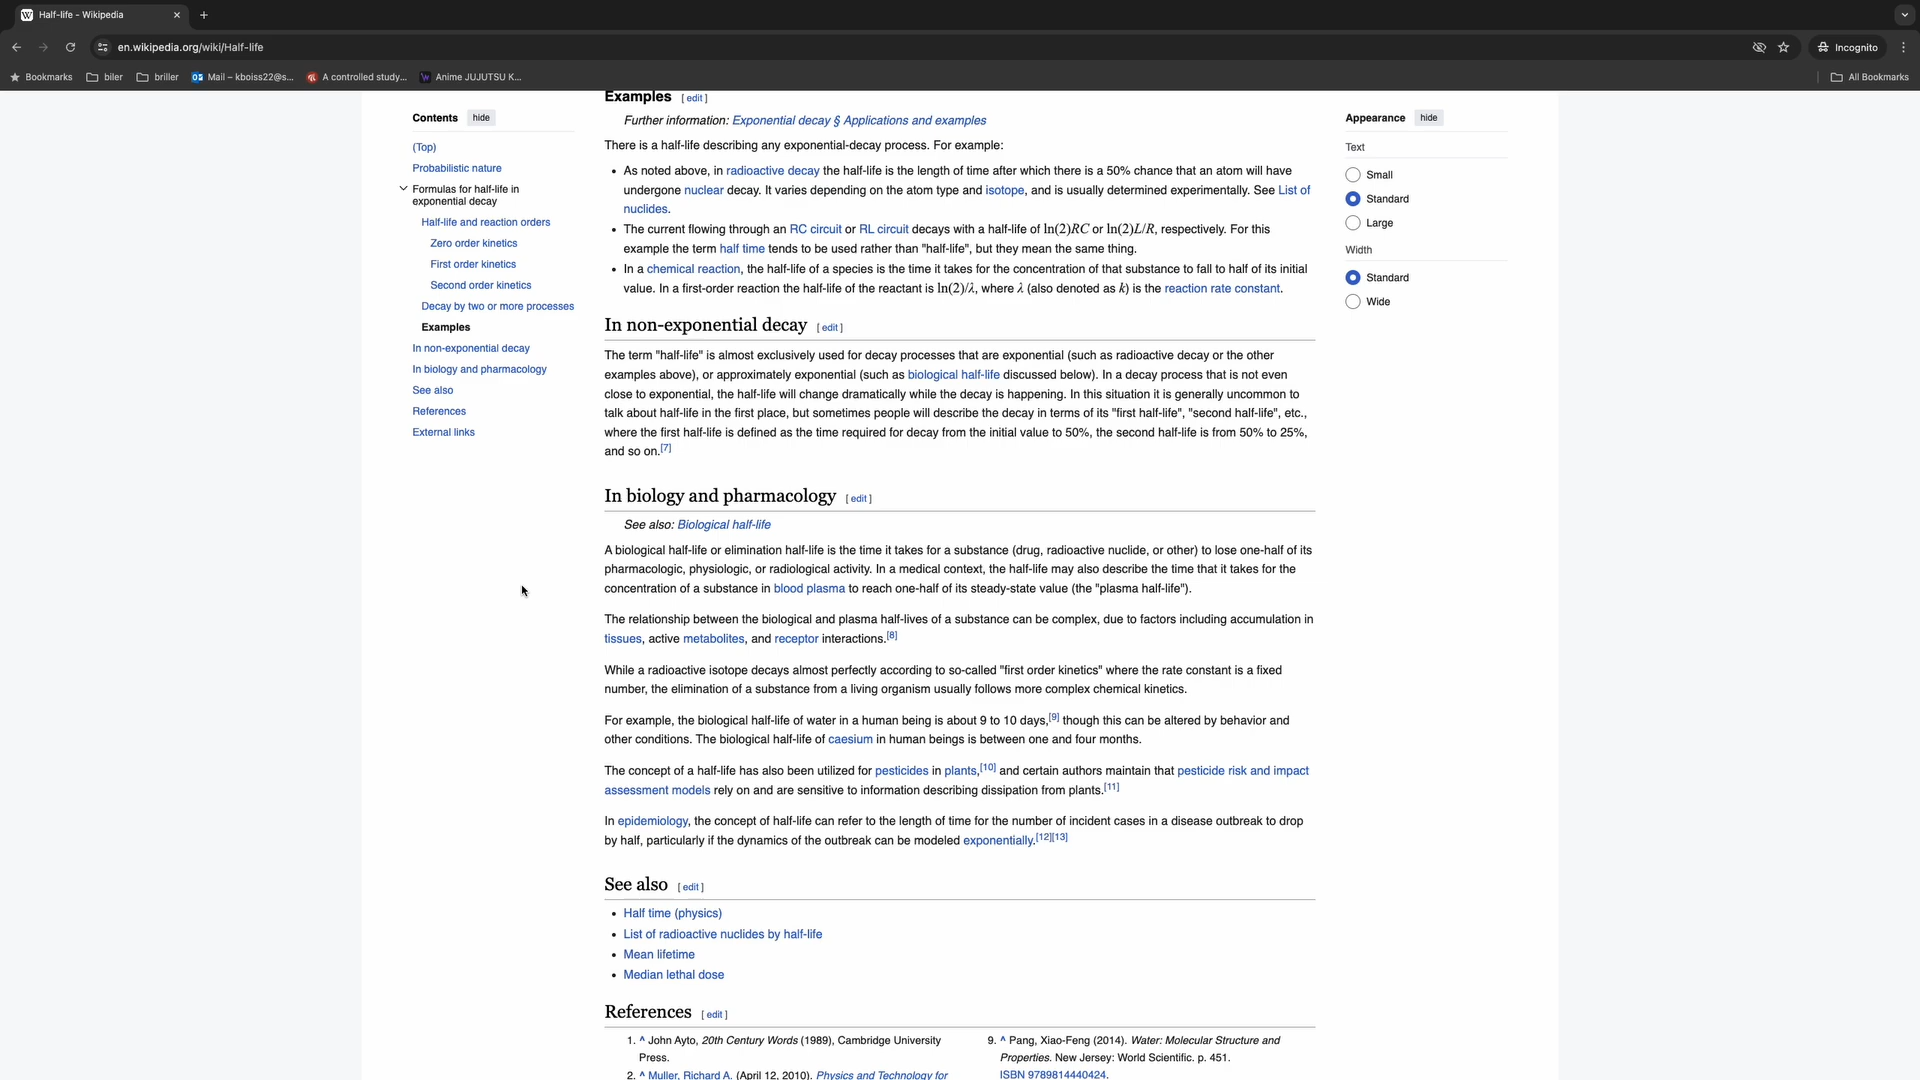 Half-life - Wikipedia
en.wikipedia.org/wiki/Half-life
Incognito
Bookmarks
biler
briller
Mail – kboiss22@s...
A controlled study...
Anime JUJUTSU K...
All Bookmarks
Contents hide
(Top)
Probabilistic nature
Formulas for half-life in
exponential decay
Half-life and reaction orders
Zero order kinetics
First order kinetics
Second order kinetics
Decay by two or more processes
Examples
In non-exponential decay
In biology and pharmacology
See also
References
External links
Examples [ edit ]
Further information: Exponential decay § Applications and examples
There is a half-life describing any exponential-decay process. For example:
• As noted above, in radioactive decay the half-life is the length of time after which there is a 50% chance that an atom will have
undergone nuclear decay. It varies depending on the atom type and isotope, and is usually determined experimentally. See List of
nuclides.
• The current flowing through an RC circuit or RL circuit decays with a half-life of ln(2)RC or ln(2)L/R, respectively. For this
example the term half time tends to be used rather than "half-life", but they mean the same thing.
• In a chemical reaction, the half-life of a species is the time it takes for the concentration of that substance to fall to half of its initial
value. In a first-order reaction the half-life of the reactant is ln(2)/λ, where λ (also denoted as k) is the reaction rate constant.
In non-exponential decay [ edit ]
The term "half-life" is almost exclusively used for decay processes that are exponential (such as radioactive decay or the other
examples above), or approximately exponential (such as biological half-life discussed below). In a decay process that is not even
close to exponential, the half-life will change dramatically while the decay is happening. In this situation it is generally uncommon to
talk about half-life in the first place, but sometimes people will describe the decay in terms of its "first half-life", "second half-life", etc.,
where the first half-life is defined as the time required for decay from the initial value to 50%, the second half-life is from 50% to 25%,
and so on.[7]
In biology and pharmacology [ edit ]
See also: Biological half-life
A biological half-life or elimination half-life is the time it takes for a substance (drug, radioactive nuclide, or other) to lose one-half of its
pharmacologic, physiologic, or radiological activity. In a medical context, the half-life may also describe the time that it takes for the
concentration of a substance in blood plasma to reach one-half of its steady-state value (the "plasma half-life").
The relationship between the biological and plasma half-lives of a substance can be complex, due to factors including accumulation in
tissues, active metabolites, and receptor interactions.[8]
While a radioactive isotope decays almost perfectly according to so-called "first order kinetics" where the rate constant is a fixed
number, the elimination of a substance from a living organism usually follows more complex chemical kinetics.
For example, the biological half-life of water in a human being is about 9 to 10 days,[9] though this can be altered by behavior and
other conditions. The biological half-life of caesium in human beings is between one and four months.
The concept of a half-life has also been utilized for pesticides in plants,[10] and certain authors maintain that pesticide risk and impact
assessment models rely on and are sensitive to information describing dissipation from plants.[11]
In epidemiology, the concept of half-life can refer to the length of time for the number of incident cases in a disease outbreak to drop
by half, particularly if the dynamics of the outbreak can be modeled exponentially.[12][13]
See also [ edit ]
• Half time (physics)
• List of radioactive nuclides by half-life
• Mean lifetime
• Median lethal dose
References [ edit ]
1. ^ John Ayto, 20th Century Words (1989), Cambridge University
Press.
2. ^ Muller, Richard A. (April 12, 2010). Physics and Technology for
9. ^ Pang, Xiao-Feng (2014). Water: Molecular Structure and
Properties. New Jersey: World Scientific. p. 451.
ISBN 9789814440424.
Appearance hide
Text
Small
Standard
Large
Width
Standard
Wide